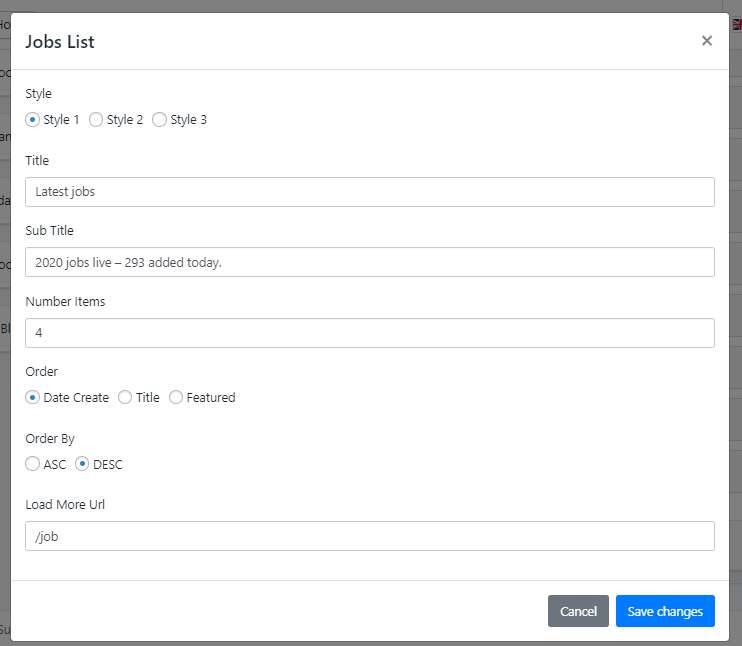 Jobs List
×
Style
Style 1 Style 2 Style 3
Title
Latest jobs
Sub Title
2020 jobs live – 293 added today.
Number Items
4
Order
Date Create Title Featured
Order By
ASC DESC
Load More Url
/job
Cancel Save changes